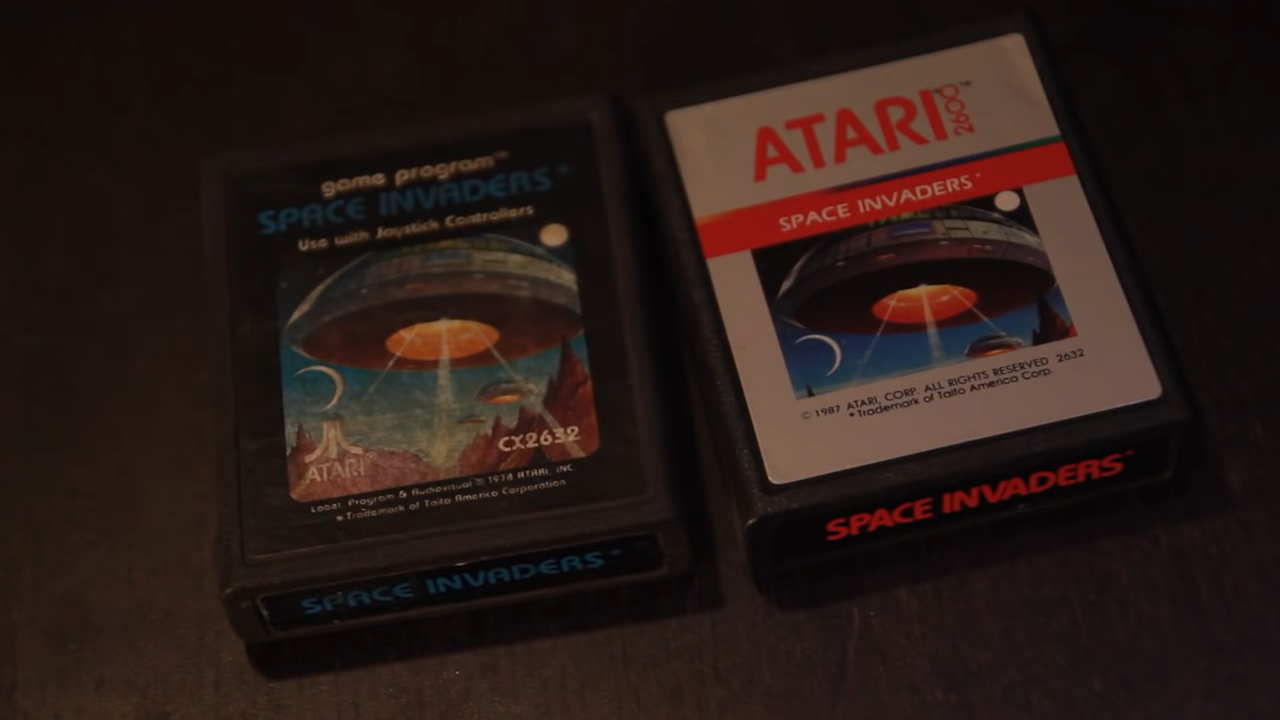 game program™
SPACE INVADERS*
Use with Joystick Controllers
CX2632
ATARI®
Label, Program & Audiovisual © 1978 ATARI, INC.
*Trademark of Taito America Corporation
SPACE INVADERS*
ATARI 2600™
SPACE INVADERS*
© 1987 ATARI, CORP. ALL RIGHTS RESERVED 2632
*Trademark of Taito America Corp.
SPACE INVADERS*